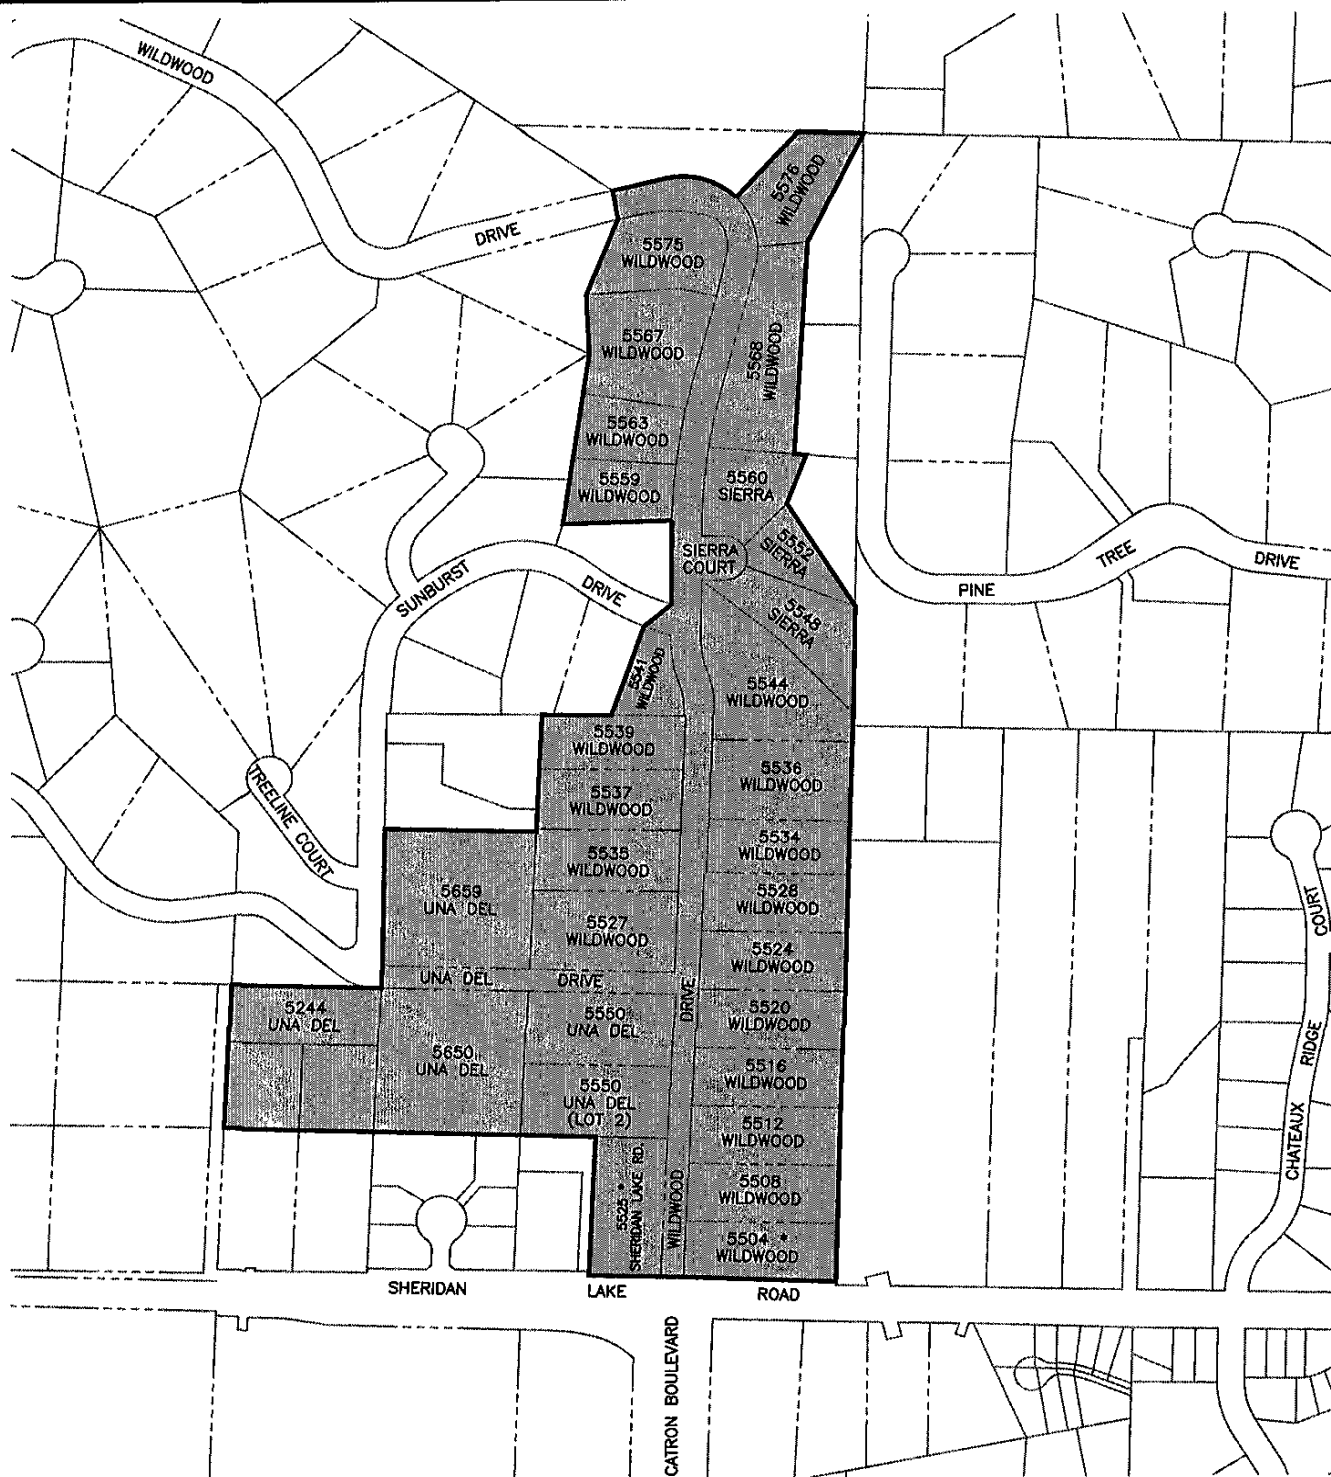 WILDWOOD
DRIVE
5576
WILDWOOD
5575
WILDWOOD
5567
WILDWOOD
5568
WILDWOOD
5563
WILDWOOD
5559
WILDWOOD
5560
SIERRA
SIERRA
COURT
5552
SIERRA
5548
SIERRA
SUNBURST
DRIVE
PINE
TREE
DRIVE
5541
WILDWOOD
5544
WILDWOOD
5539
WILDWOOD
5536
WILDWOOD
5537
WILDWOOD
TREELINE COURT
5534
WILDWOOD
5535
WILDWOOD
5659
UNA DEL
5528
WILDWOOD
5527
WILDWOOD
5524
WILDWOOD
UNA DEL
DRIVE
DRIVE
5244
UNA DEL
5550
UNA DEL
5520
WILDWOOD
5650
UNA DEL
5516
WILDWOOD
5550
UNA DEL
(LOT 2)
5512
WILDWOOD
5525 *
SHERIDAN LAKE RD.
WILDWOOD
5508
WILDWOOD
5504 *
WILDWOOD
CHATEAUX
RIDGE
COURT
SHERIDAN
LAKE
ROAD
CATRON BOULEVARD